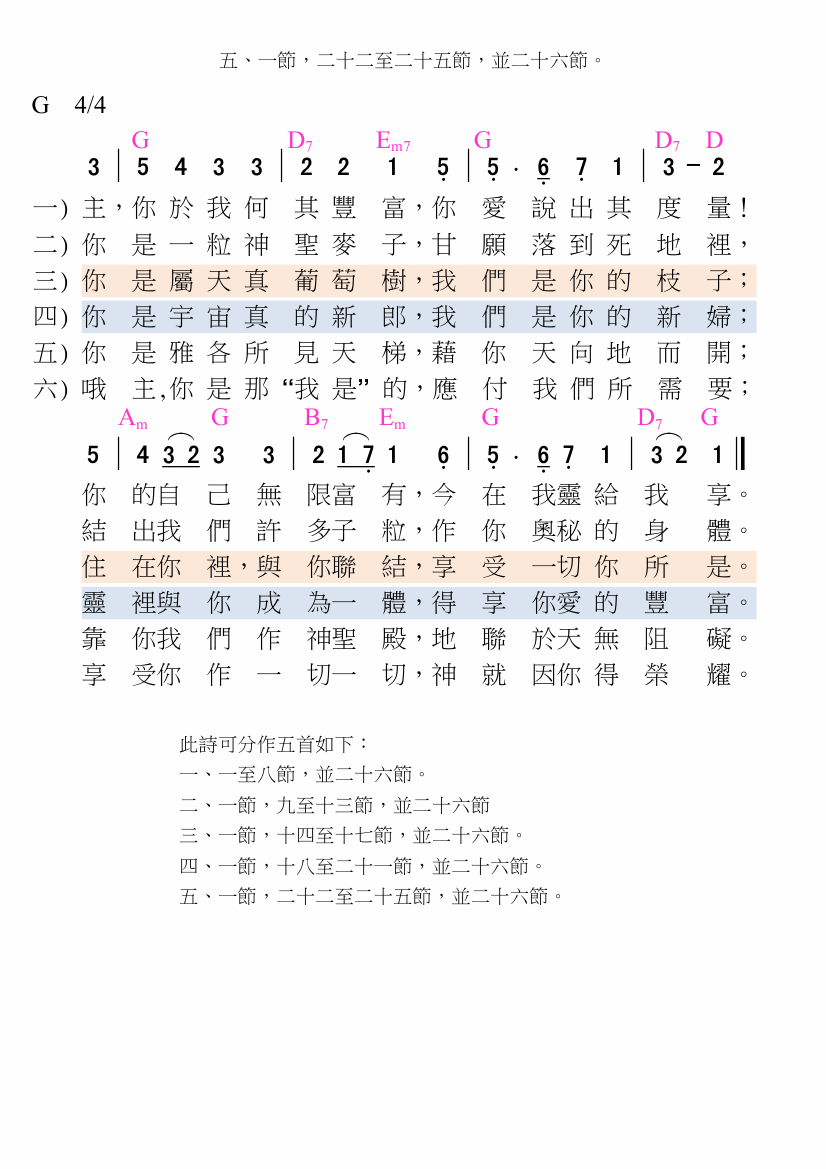 五、一節，二十二至二十五節，並二十六節。
G 4/4
G D7 Em7 G D7 D
3 | 5 4 3 3 | 2 2 1 5̣ | 5̣ · 6̣ 7̣ 1 | 3 － 2
一) 主，你於我何其豐富，你愛說出其度量！
二) 你是一粒神聖麥子，甘願落到死地裡，
三) 你是屬天真葡萄樹，我們是你的枝子；
四) 你是宇宙真的新郎，我們是你的新婦；
五) 你是雅各所見天梯，藉你天向地而開；
六) 哦主,你是那“我是”的，應付我們所需要；
Am G B7 Em G D7 G
5 | 4 3 2 3 3 | 2 1 7̣ 1 6̣ | 5̣ · 6̣ 7̣ 1 | 3 2 1 ‖
你的自己無限富有，今在我靈給我享。
結出我們許多子粒，作你奧秘的身體。
住在你裡，與你聯結，享受一切你所是。
靈裡與你成為一體，得享你愛的豐富。
靠你我們作神聖殿，地聯於天無阻礙。
享受你作一切一切，神就因你得榮耀。
此詩可分作五首如下：
一、一至八節，並二十六節。
二、一節，九至十三節，並二十六節
三、一節，十四至十七節，並二十六節。
四、一節，十八至二十一節，並二十六節。
五、一節，二十二至二十五節，並二十六節。